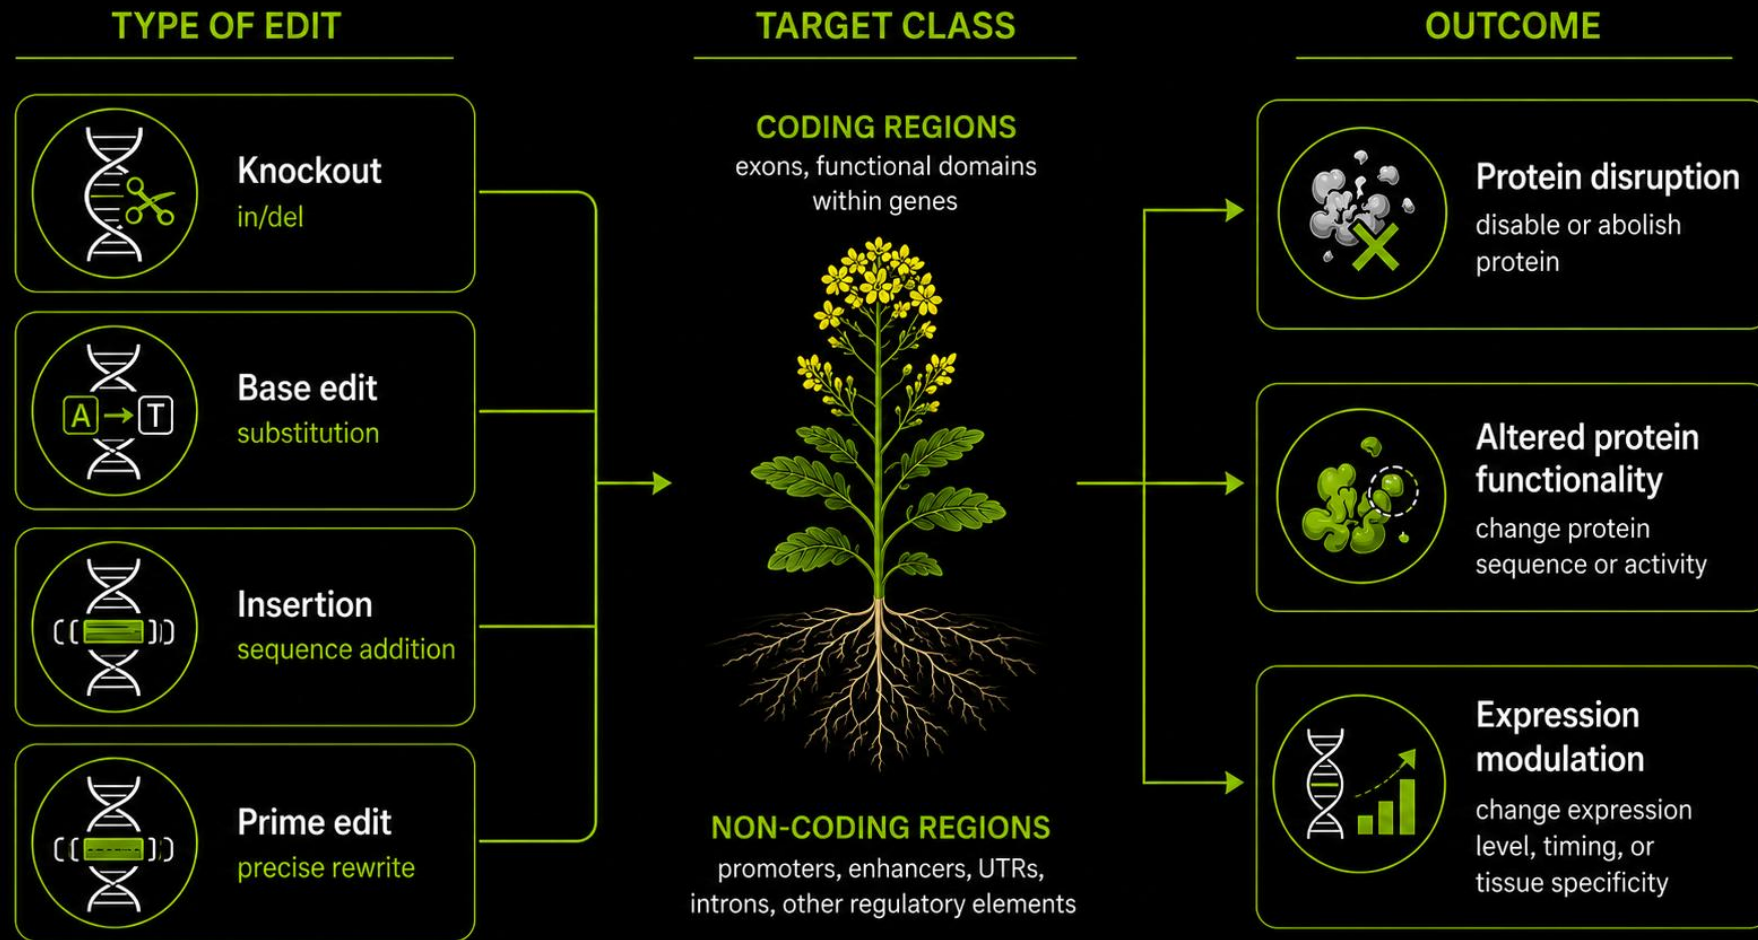 TYPE OF EDIT
Knockout
in/del
A
T
Base edit
substitution
Insertion
sequence addition
Prime edit
precise rewrite
TARGET CLASS
CODING REGIONS
exons, functional domains
within genes
NON-CODING REGIONS
promoters, enhancers, UTRs,
introns, other regulatory elements
OUTCOME
Protein disruption
disable or abolish
protein
Altered protein
functionality
change protein
sequence or activity
Expression
modulation
change expression
level, timing, or
tissue specificity